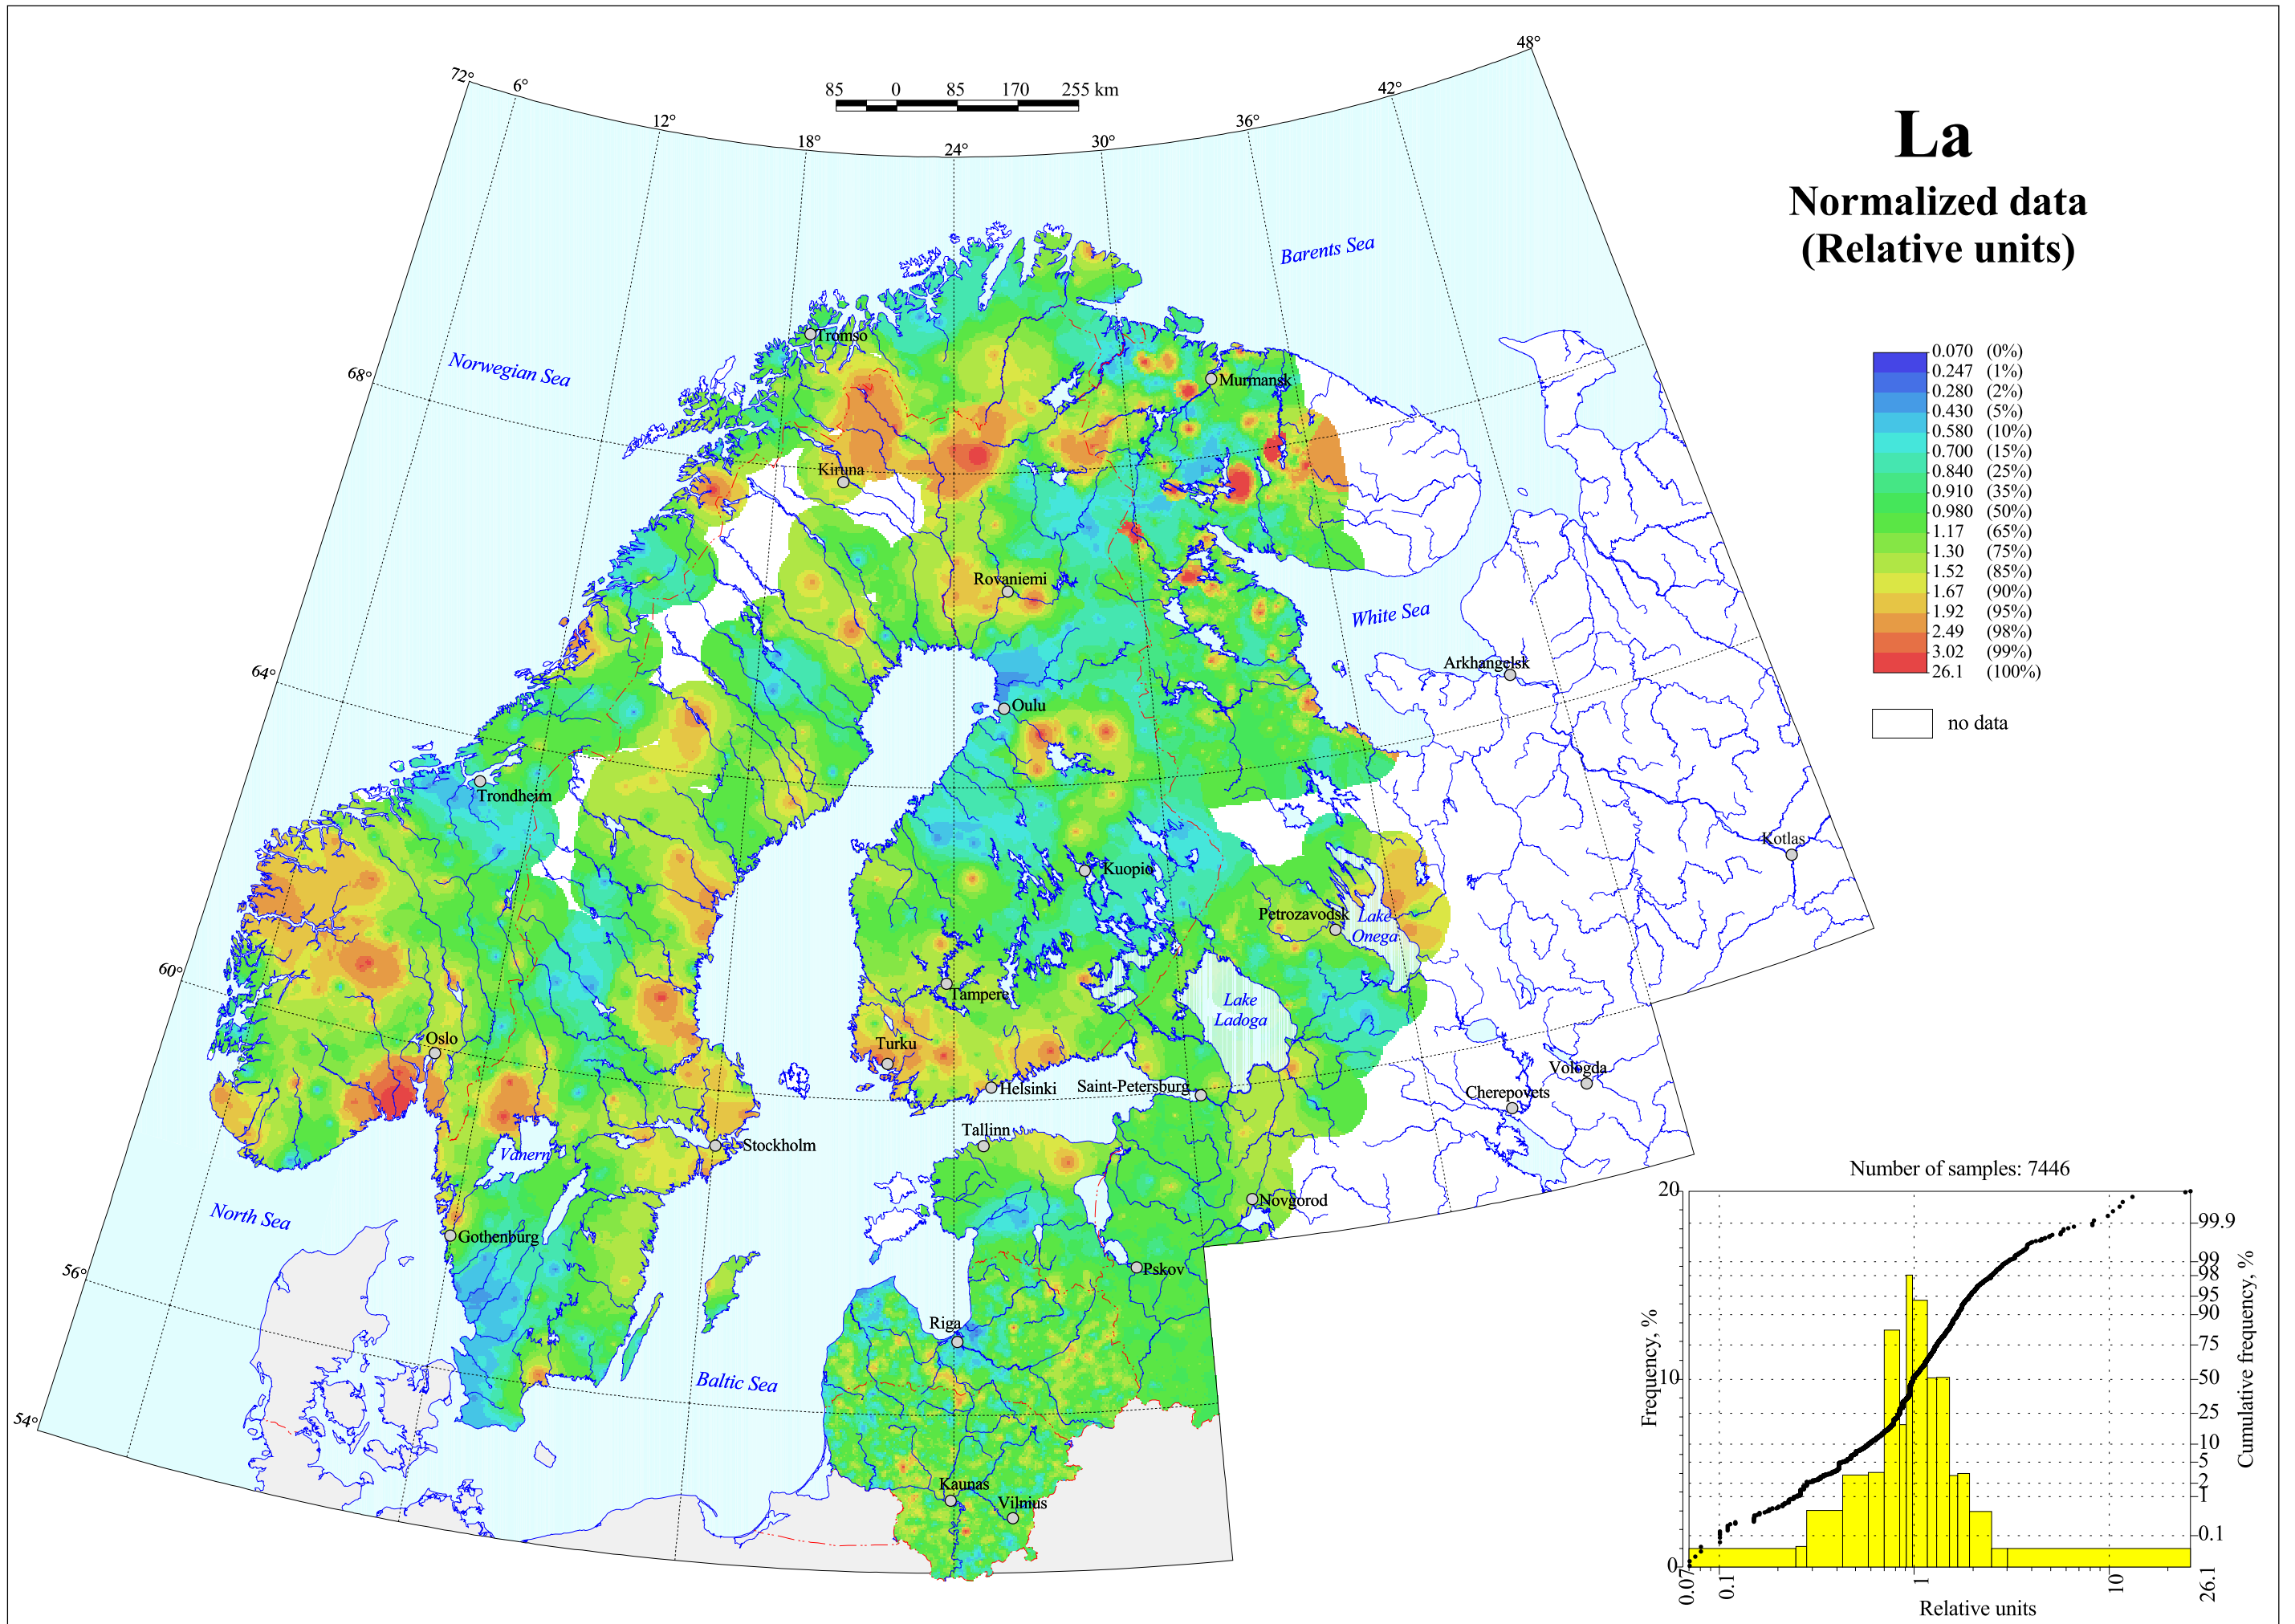 La
Normalized data
(Relative units)
85 0 85 170 255 km
72°
6°
12°
18°
24°
30°
36°
42°
48°
68°
64°
60°
56°
54°
Barents Sea
Norwegian Sea
White Sea
North Sea
Baltic Sea
Tromso
Murmansk
Kiruna
Rovaniemi
Arkhangelsk
Oulu
Trondheim
Kotlas
Kuopio
Petrozavodsk
Lake
Onega
Tampere
Lake
Ladoga
Oslo
Turku
Helsinki
Saint-Petersburg
Vologda
Cherepovets
Stockholm
Vanern
Tallinn
Novgorod
Gothenburg
Pskov
Riga
Kaunas
Vilnius
0.070 (0%)
0.247 (1%)
0.280 (2%)
0.430 (5%)
0.580 (10%)
0.700 (15%)
0.840 (25%)
0.910 (35%)
0.980 (50%)
1.17 (65%)
1.30 (75%)
1.52 (85%)
1.67 (90%)
1.92 (95%)
2.49 (98%)
3.02 (99%)
26.1 (100%)
no data
Number of samples: 7446
Frequency, %
20
10
0
99.9
99
98
95
90
75
50
25
10
5
2
1
0.1
Cumulative frequency, %
0.07
0.1
1
10
26.1
Relative units